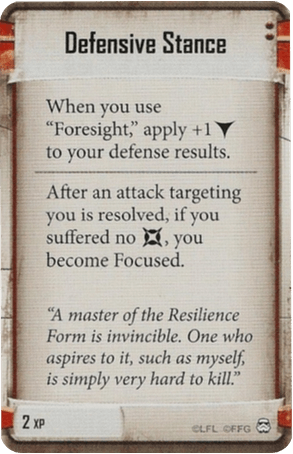 Defensive Stance
When you use
“Foresight,” apply +1
to your defense results.
After an attack targeting
you is resolved, if you
suffered no , you
become Focused.
“A master of the Resilience
Form is invincible. One who
aspires to it, such as myself,
is simply very hard to kill.”
2 XP
©LFL ©FFG